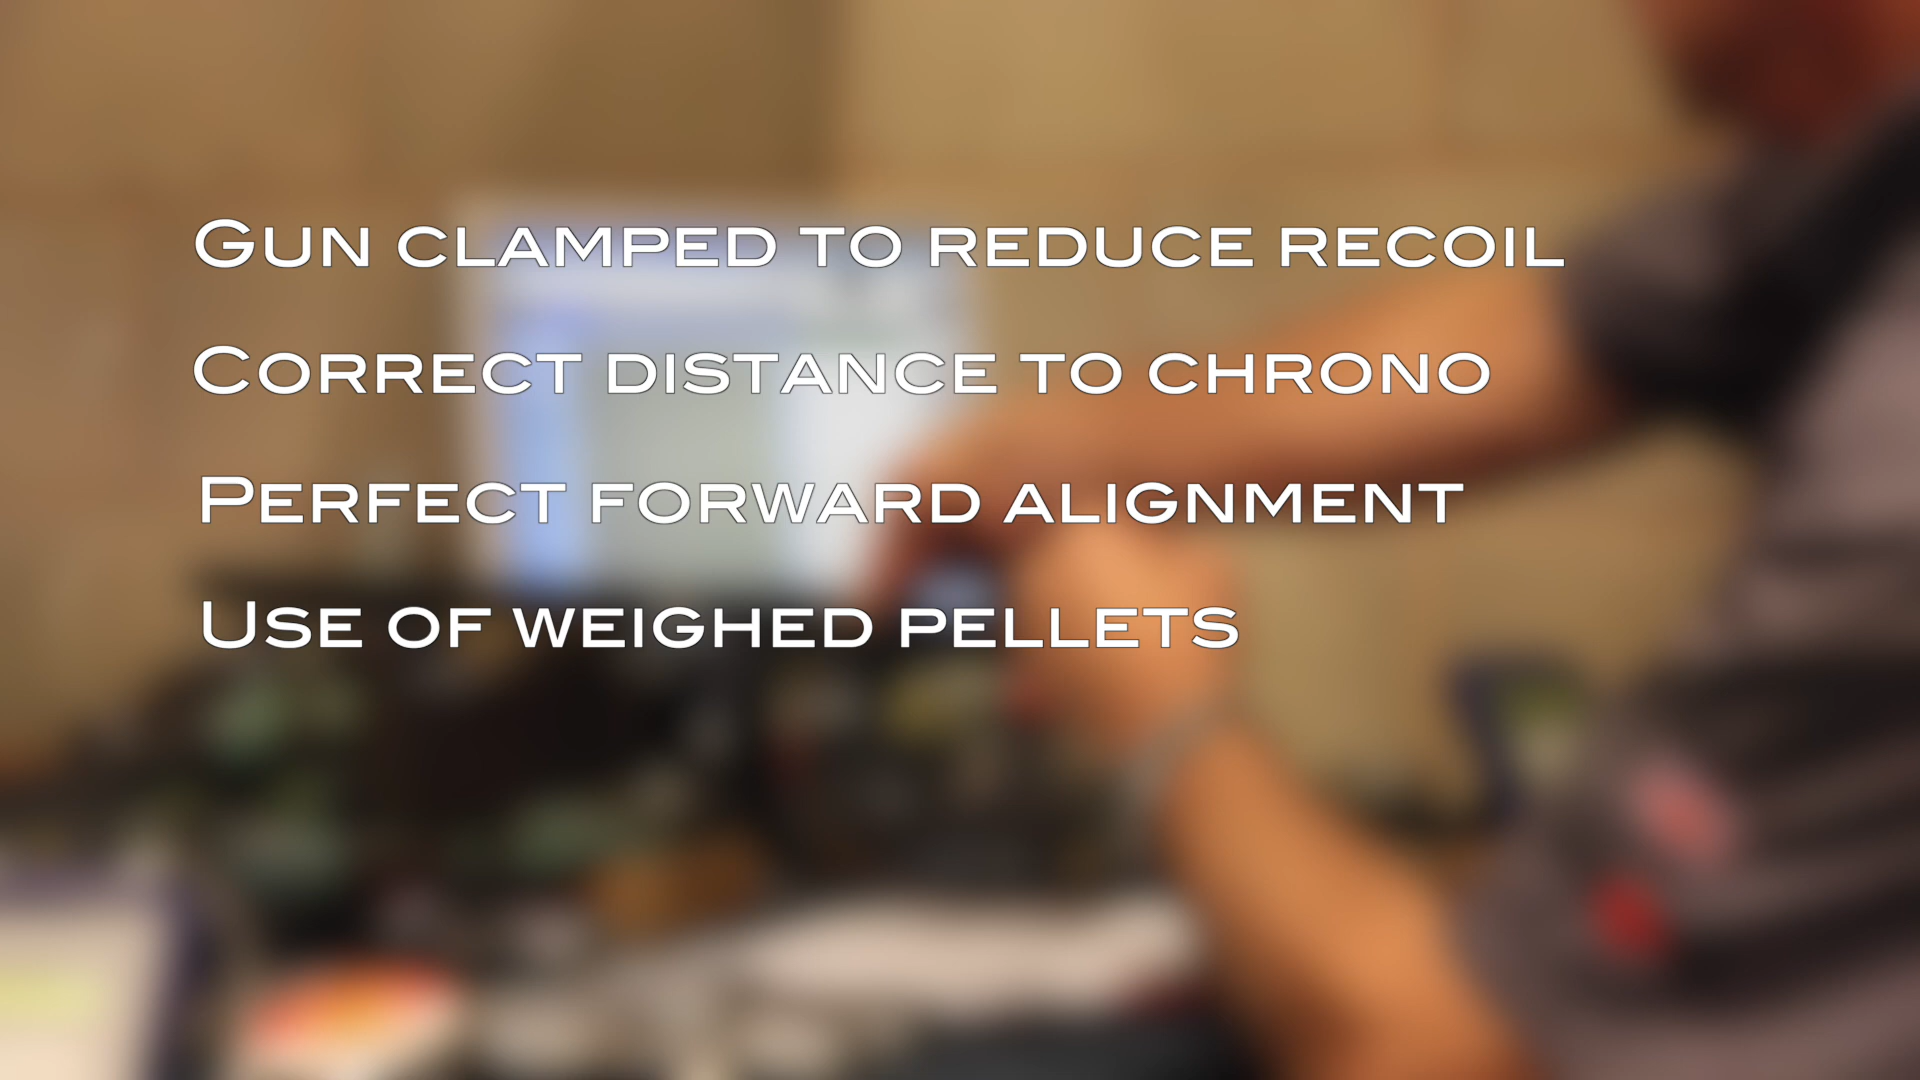 Gun clamped to reduce recoil
Correct distance to chrono
Perfect forward alignment
Use of weighed pellets